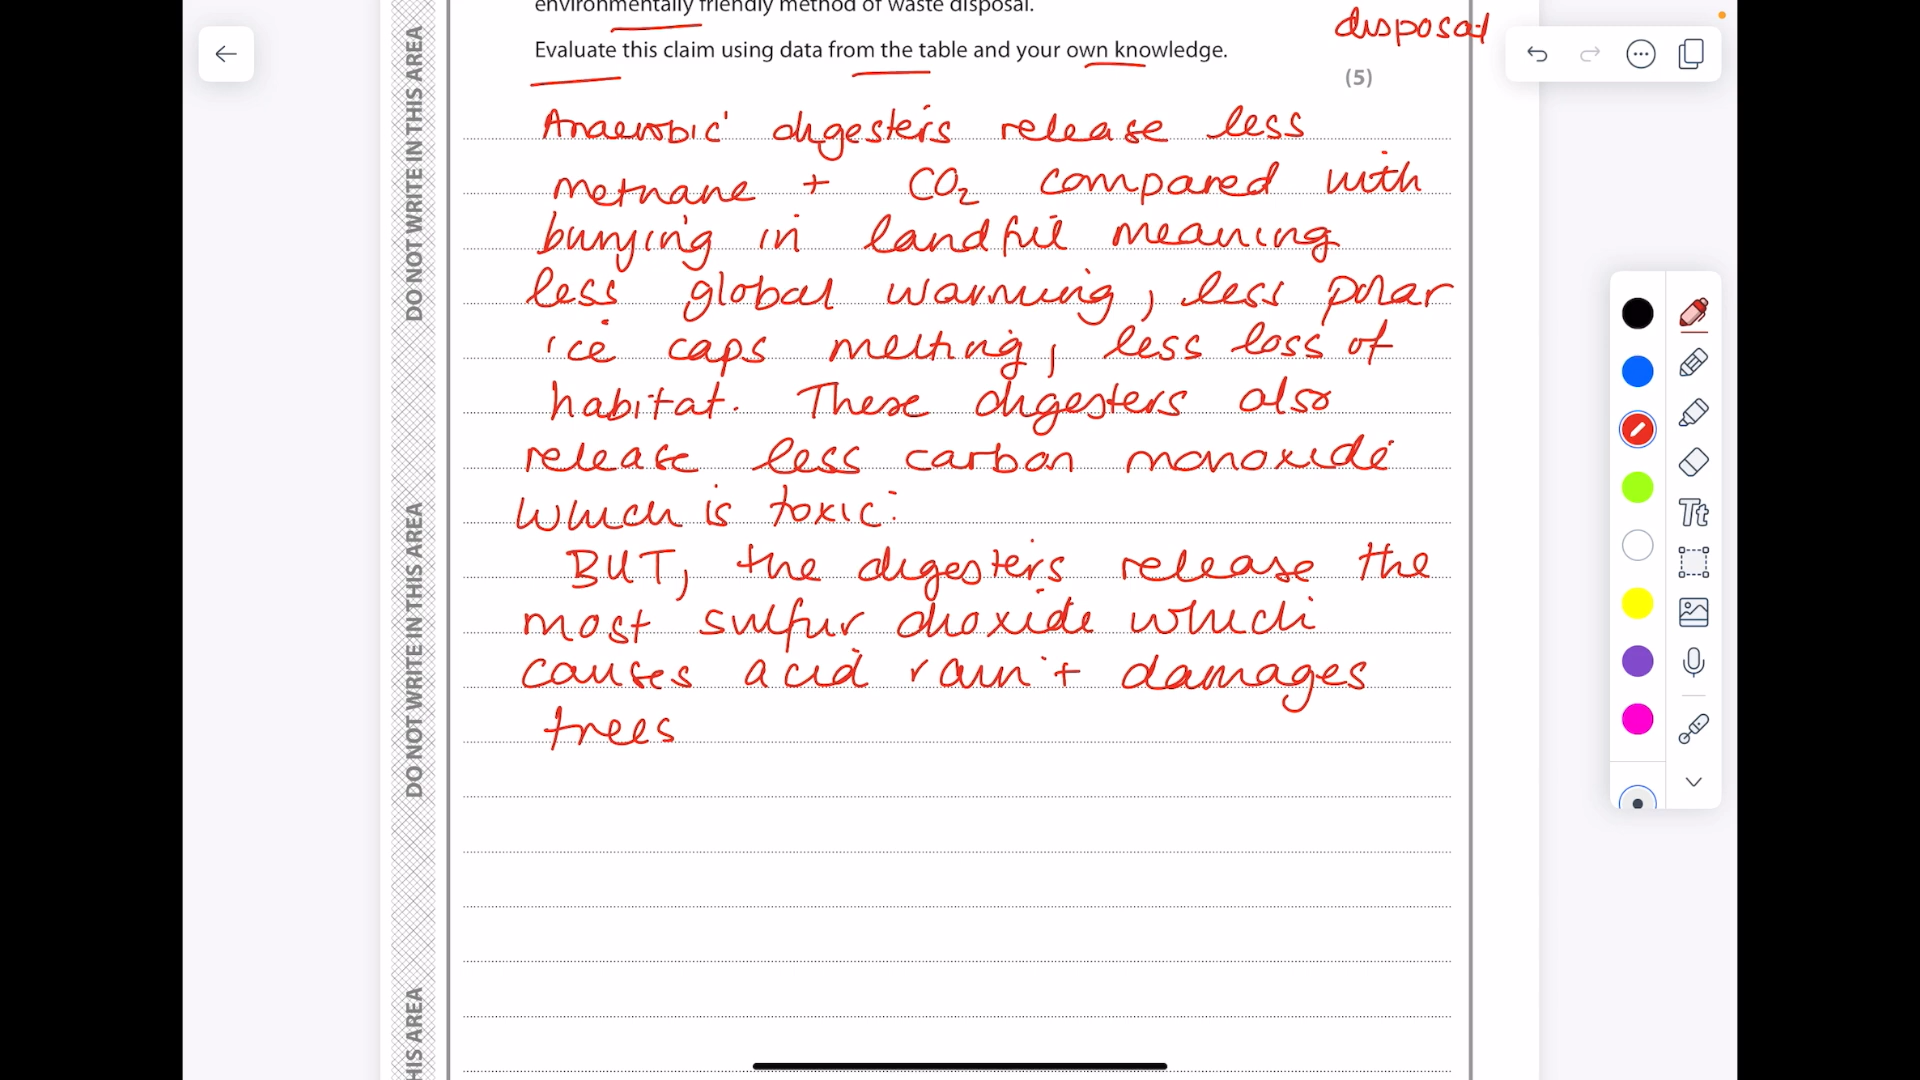 environmentally friendly method of waste disposal.
disposal
Evaluate this claim using data from the table and your own knowledge.
(5)
Anaerobic digesters release less
methane + CO2 compared with
burying in landfill meaning
less global warming, less polar
ice caps melting, less loss of
habitat. These digesters also
release less carbon monoxide
which is toxic.
BUT, the digesters release the
most sulfur dioxide which
causes acid rain + damages
trees
DO NOT WRITE IN THIS AREA
DO NOT WRITE IN THIS AREA
HIS AREA
Tt